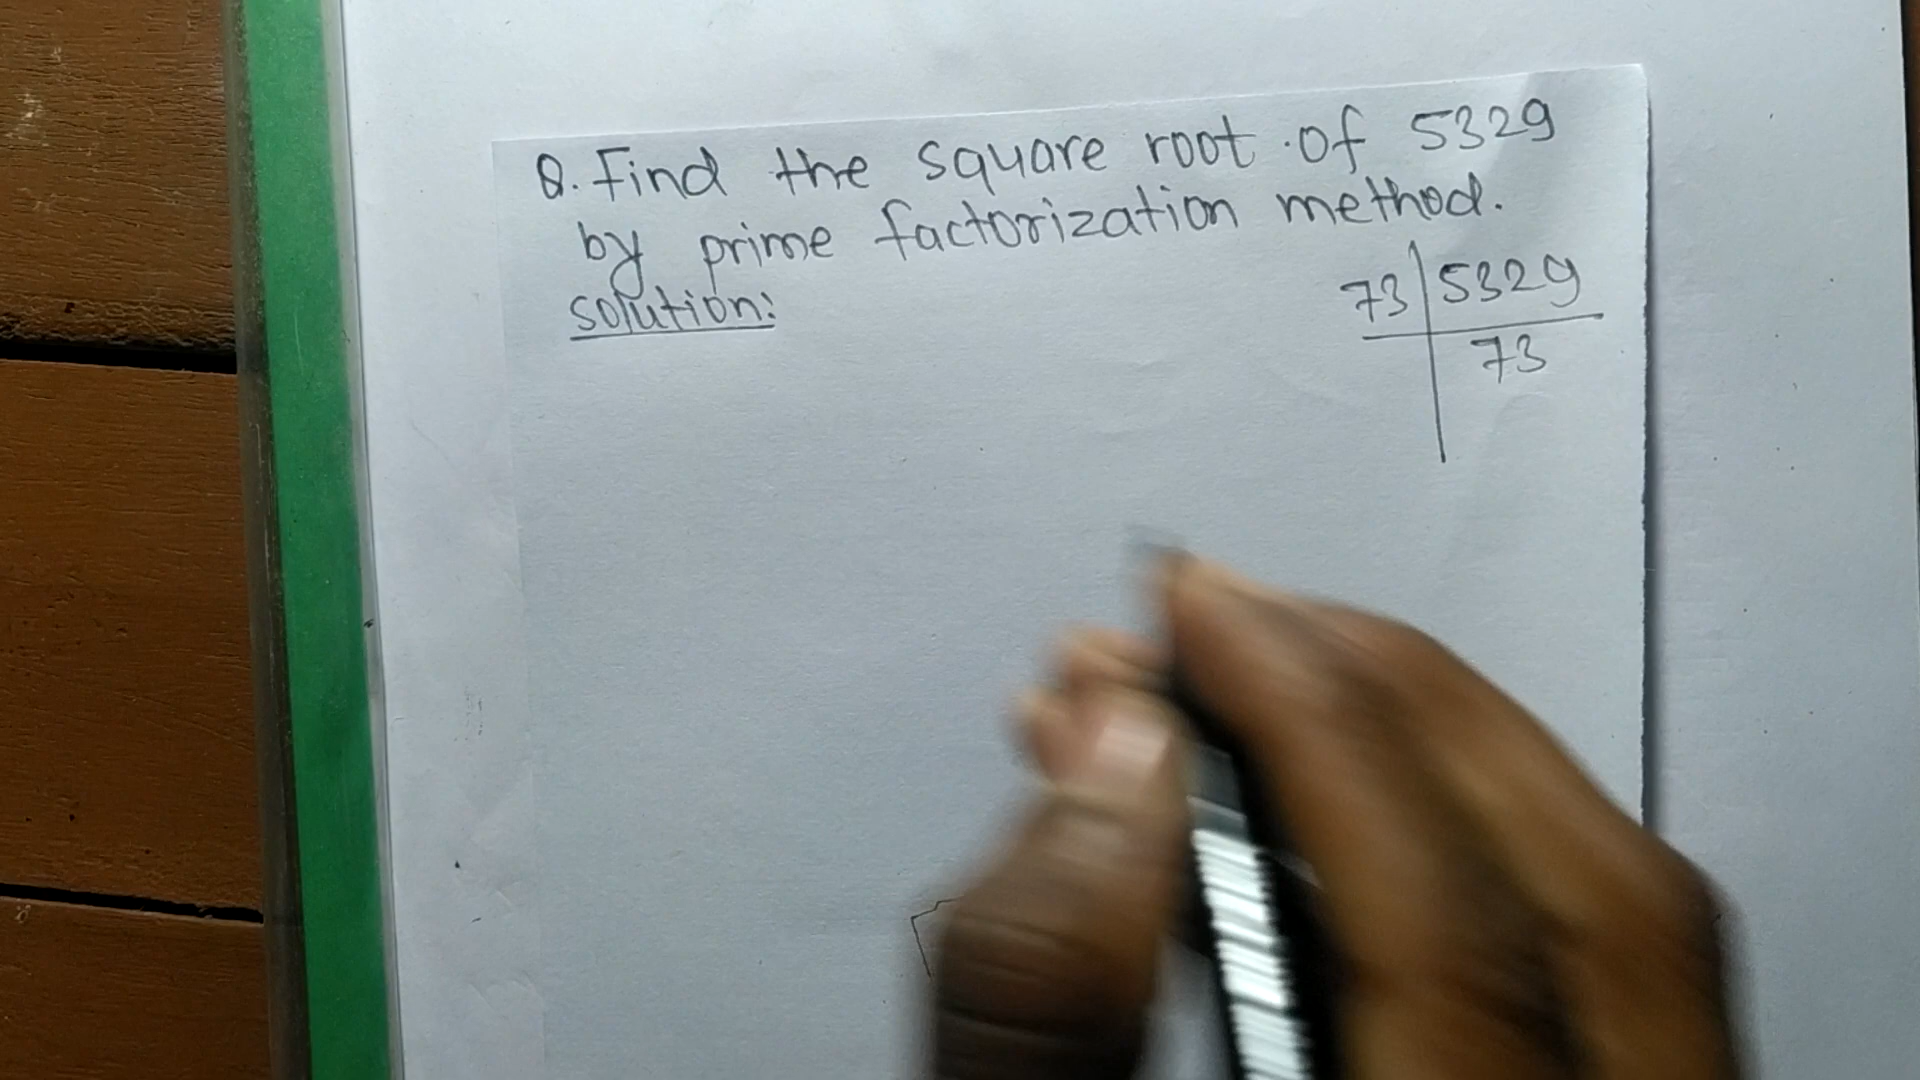 Q. Find the square root of 5329
by prime factorization method.
solution:
73 | 5329
73